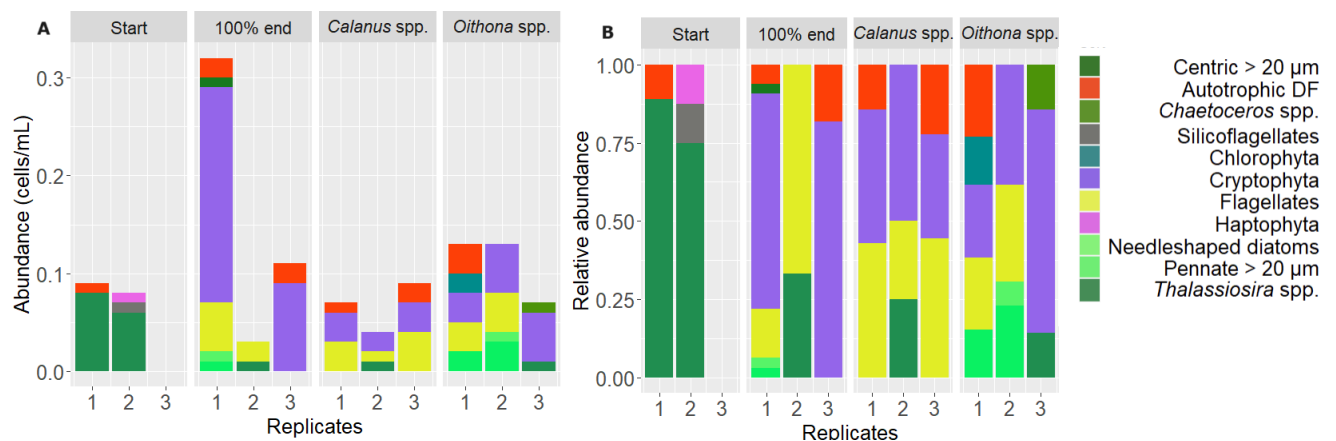 A
Start
100% end
Calanus spp.
Oithona spp.
Abundance (cells/mL)
0.3
0.2
0.1
0.0
1 2 3
1 2 3
1 2 3
1 2 3
Replicates
B
Start
100% end
Calanus spp.
Oithona spp.
Relative abundance
1.00
0.75
0.50
0.25
0.00
1 2 3
1 2 3
1 2 3
1 2 3
Replicates
Centric > 20 µm
Autotrophic DF
Chaetoceros spp.
Silicoflagellates
Chlorophyta
Cryptophyta
Flagellates
Haptophyta
Needleshaped diatoms
Pennate > 20 µm
Thalassiosira spp.